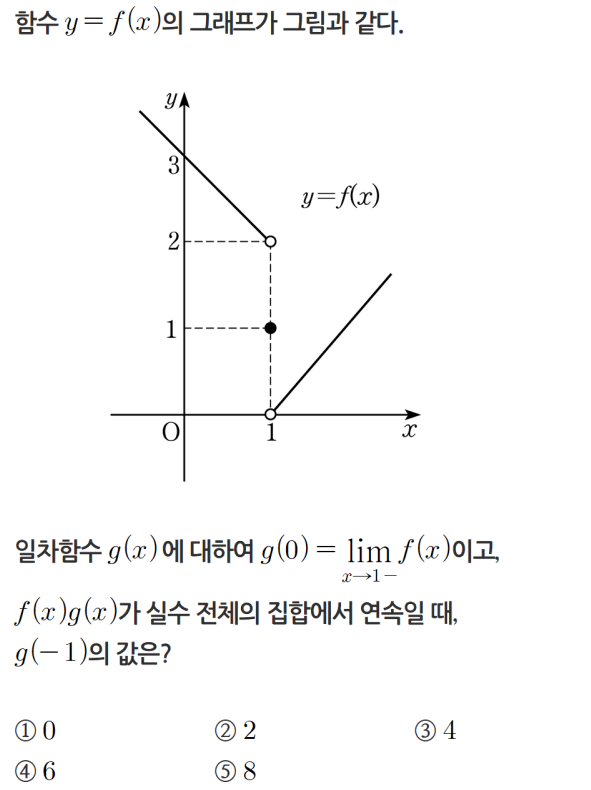 함수 y=f(x)의 그래프가 그림과 같다.
y
3
y=f(x)
2
1
O
1
x
일차함수 g(x)에 대하여 g(0)= lim f(x)이고,
x→1−
f(x)g(x)가 실수 전체의 집합에서 연속일 때,
g(−1)의 값은?
① 0 ② 2 ③ 4
④ 6 ⑤ 8